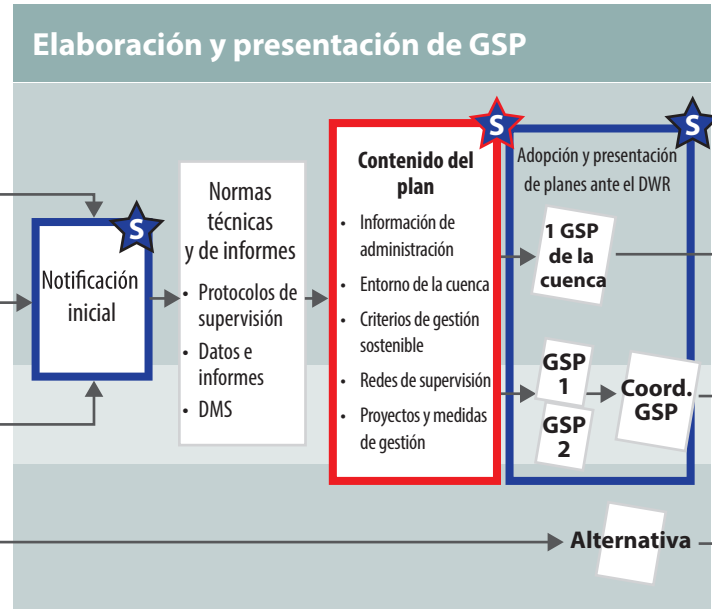 Elaboración y presentación de GSP
S
Notificación
inicial
Normas
técnicas
y de informes
• Protocolos de
supervisión
• Datos e
informes
• DMS
S
Contenido del
plan
• Información de
administración
• Entorno de la cuenca
• Criterios de gestión
sostenible
• Redes de supervisión
• Proyectos y medidas
de gestión
S
Adopción y presentación
de planes ante el DWR
1 GSP
de la
cuenca
GSP
1
GSP
2
Coord.
GSP
Alternativa